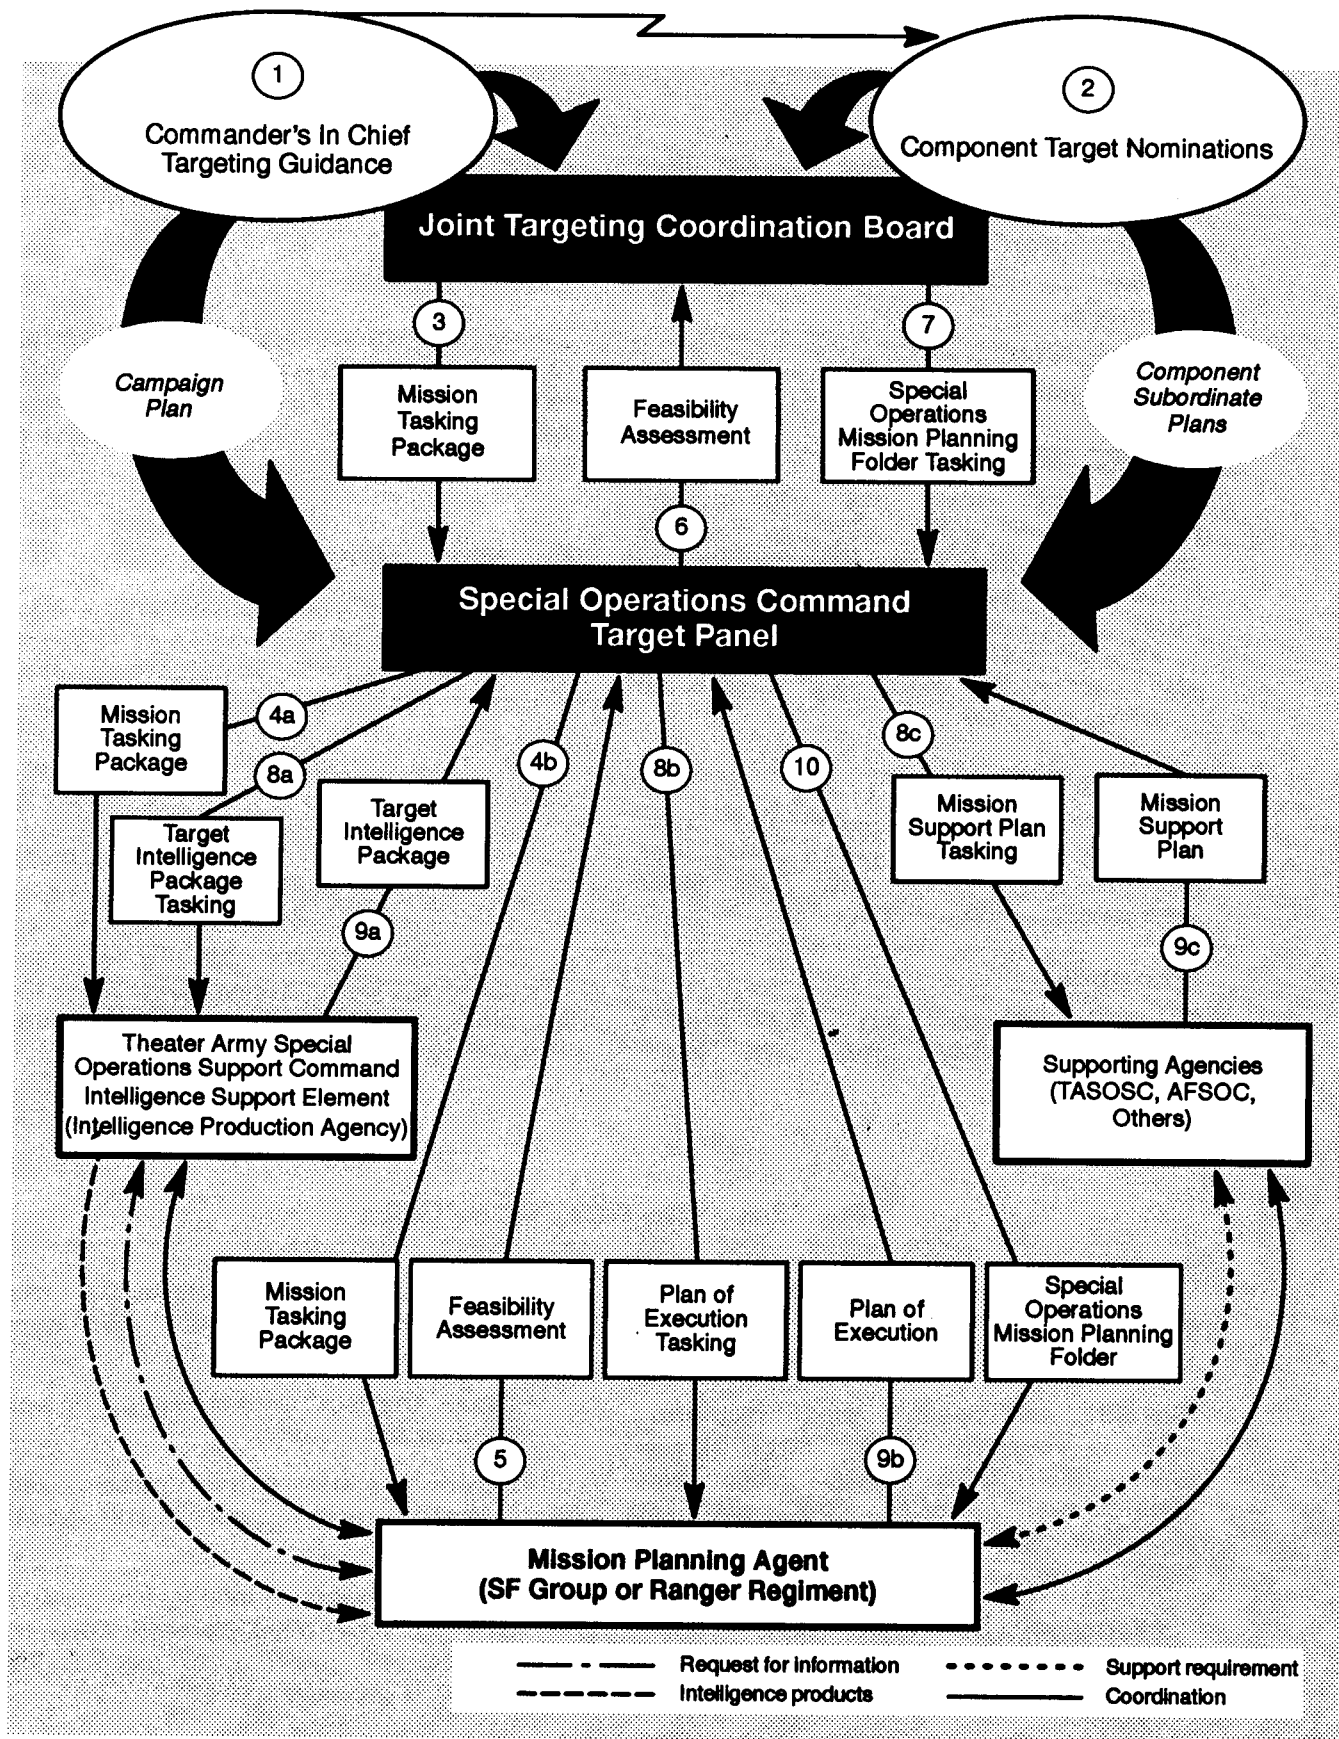 1
Commander's In Chief
Targeting Guidance
2
Component Target Nominations
Joint Targeting Coordination Board
3
7
Campaign
Plan
Mission
Tasking
Package
Feasibility
Assessment
Special
Operations
Mission Planning
Folder Tasking
Component
Subordinate
Plans
6
Special Operations Command
Target Panel
4a
8a
4b
8b
10
8c
Mission
Tasking
Package
Target
Intelligence
Package
Tasking
Target
Intelligence
Package
Mission
Support Plan
Tasking
Mission
Support
Plan
9a
9c
Theater Army Special
Operations Support Command
Intelligence Support Element
(Intelligence Production Agency)
Supporting Agencies
(TASOSC, AFSOC,
Others)
Mission
Tasking
Package
Feasibility
Assessment
Plan of
Execution
Tasking
Plan of
Execution
Special
Operations
Mission Planning
Folder
5
9b
Mission Planning Agent
(SF Group or Ranger Regiment)
Request for information
Support requirement
Intelligence products
Coordination